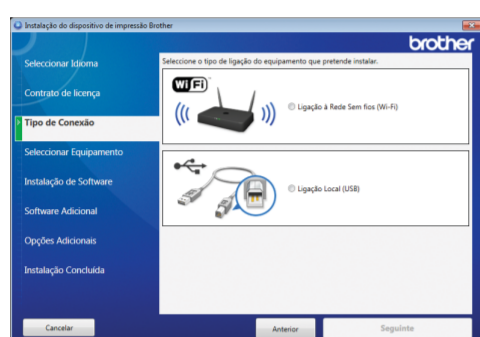 Instalação do dispositivo de impressão Brother
brother
Seleccionar Idioma
Contrato de licença
Tipo de Conexão
Seleccionar Equipamento
Instalação de Software
Software Adicional
Opções Adicionais
Instalação Concluída
Seleccione o tipo de ligação do equipamento que pretende instalar.
WiFi
Ligação à Rede Sem fios (Wi-Fi)
Ligação Local (USB)
Cancelar
Anterior
Seguinte